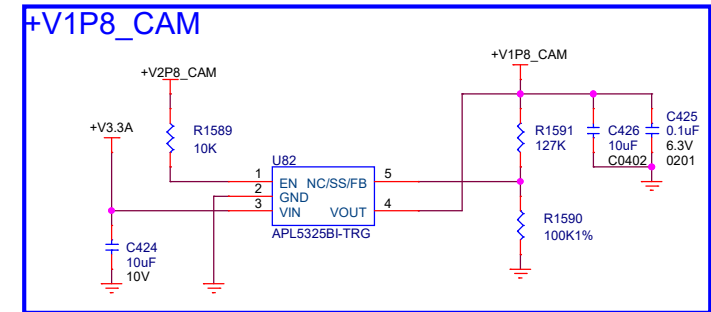 +V1P8_CAM
+V1P8_CAM
+V2P8_CAM
+V3.3A
R1589
10K
R1591
127K
C426
10uF
C0402
C425
0.1uF
6.3V
0201
U82
1 EN NC/SS/FB 5
2 GND
3 VIN VOUT 4
APL5325BI-TRG
R1590
100K1%
C424
10uF
10V